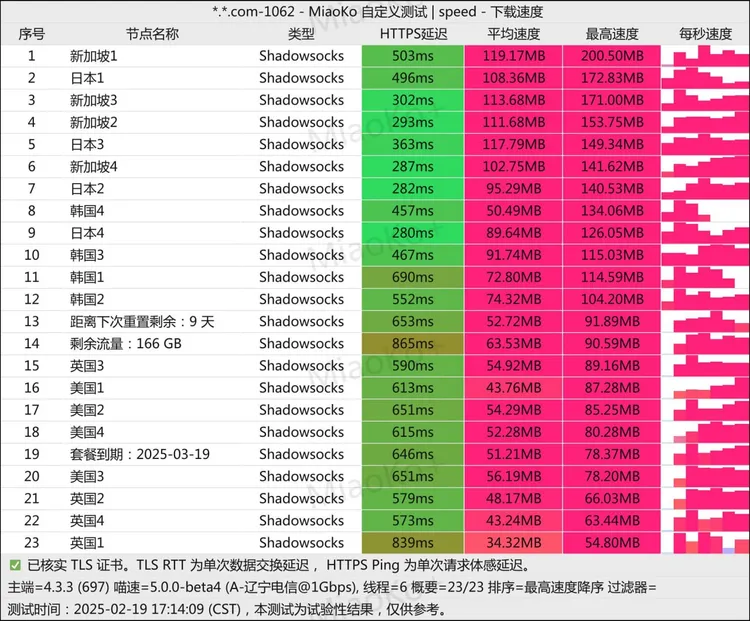 *.*.com-1062 - MiaoKo 自定义测试 | speed - 下载速度
序号 节点名称 类型 HTTPS延迟 平均速度 最高速度 每秒速度
1 新加坡1 Shadowsocks 503ms 119.17MB 200.50MB
2 日本1 Shadowsocks 496ms 108.36MB 172.83MB
3 新加坡3 Shadowsocks 302ms 113.68MB 171.00MB
4 新加坡2 Shadowsocks 293ms 111.68MB 153.75MB
5 日本3 Shadowsocks 363ms 117.79MB 149.34MB
6 新加坡4 Shadowsocks 287ms 102.75MB 141.62MB
7 日本2 Shadowsocks 282ms 95.29MB 140.53MB
8 韩国4 Shadowsocks 457ms 50.49MB 134.06MB
9 日本4 Shadowsocks 280ms 89.64MB 126.05MB
10 韩国3 Shadowsocks 467ms 91.74MB 115.03MB
11 韩国1 Shadowsocks 690ms 72.80MB 114.59MB
12 韩国2 Shadowsocks 552ms 74.32MB 104.20MB
13 距离下次重置剩余：9 天 Shadowsocks 653ms 52.72MB 91.89MB
14 剩余流量：166 GB Shadowsocks 865ms 63.53MB 90.59MB
15 英国3 Shadowsocks 590ms 54.92MB 89.16MB
16 美国1 Shadowsocks 613ms 43.76MB 87.28MB
17 美国2 Shadowsocks 651ms 54.29MB 85.25MB
18 美国4 Shadowsocks 615ms 52.28MB 80.28MB
19 套餐到期：2025-03-19 Shadowsocks 646ms 51.21MB 78.37MB
20 美国3 Shadowsocks 651ms 56.19MB 78.20MB
21 英国2 Shadowsocks 579ms 48.17MB 66.03MB
22 英国4 Shadowsocks 573ms 43.24MB 63.44MB
23 英国1 Shadowsocks 839ms 34.32MB 54.80MB
✅ 已核实 TLS 证书。TLS RTT 为单次数据交换延迟， HTTPS Ping 为单次请求体感延迟。
主端=4.3.3 (697) 喵速=5.0.0-beta4 (A-辽宁电信@1Gbps), 线程=6 概要=23/23 排序=最高速度降序 过滤器=
测试时间：2025-02-19 17:14:09 (CST)，本测试为试验性结果，仅供参考。